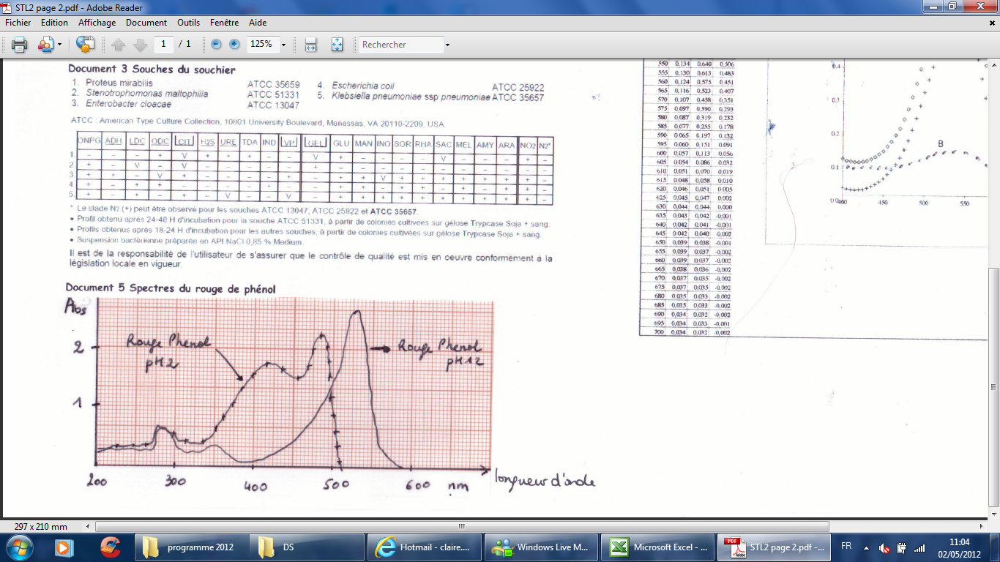 STL2 page 2.pdf - Adobe Reader
Fichier Edition Affichage Document Outils Fenêtre Aide
1 / 1 125% Rechercher
Document 3 Souches du souchier
1. Proteus mirabilis ATCC 35659 4. Escherichia coli ATCC 25922
2. Stenotrophomonas maltophilia ATCC 51331 5. Klebsiella pneumoniae ssp pneumoniae ATCC 35657
3. Enterobacter cloacae ATCC 13047
ATCC : American Type Culture Collection, 10801 University Boulevard, Manassas, VA 20110-2209, USA.
ONPG ADH LDC ODC CIT H2S URE TDA IND VP GEL GLU MAN INO SOR RHA SAC MEL AMY ARA NO2 N2*
1. – – – + V + + + – – V + – – – – V – – – + –
2. + – V – V – – – – – + – – – – – – – – – – –
3. + + – V + – – – – + – + + V + + + + + + + –
4. + – + + – – – – + – – + + – + + – + – + + –
5. + – + – + – V – – V – + + + + + + + + + + –
* Le stade N2 (+) peut être observé pour les souches ATCC 13047, ATCC 25922 et ATCC 35657.
• Profil obtenu après 24-48 H d'incubation pour la souche ATCC 51331, à partir de colonies cultivées sur gélose Trypcase Soja + sang.
• Profils obtenus après 18-24 H d'incubation pour les autres souches, à partir de colonies cultivées sur gélose Trypcase Soja + sang.
• Suspension bactérienne préparée en API NaCl 0,85 % Medium.
Il est de la responsabilité de l'utilisateur de s'assurer que le contrôle de qualité est mis en oeuvre conformément à la
législation locale en vigueur
Document 5 Spectres du rouge de phénol
Abs
2
1
Rouge Phenol
pH 2
Rouge Phenol
pH 12
200 300 400 500 600 nm
longueur d'onde
550 0,134 0,640 0,506
555 0,130 0,613 0,483
560 0,124 0,575 0,451
565 0,116 0,523 0,407
570 0,107 0,458 0,351
575 0,097 0,390 0,293
580 0,087 0,319 0,232
585 0,077 0,255 0,178
590 0,065 0,197 0,132
595 0,060 0,151 0,091
600 0,057 0,113 0,056
605 0,054 0,086 0,032
610 0,051 0,070 0,019
615 0,048 0,058 0,010
620 0,046 0,051 0,005
625 0,045 0,047 0,002
630 0,044 0,044 0,000
635 0,043 0,042 -0,001
640 0,042 0,041 -0,001
645 0,042 0,040 -0,002
650 0,039 0,038 -0,001
655 0,039 0,037 -0,002
660 0,039 0,037 -0,002
665 0,038 0,036 -0,002
670 0,037 0,035 -0,002
675 0,037 0,035 -0,002
680 0,035 0,033 -0,002
685 0,035 0,033 -0,002
690 0,034 0,032 -0,002
695 0,034 0,033 -0,001
700 0,034 0,032 -0,002
0.4
0.3
0.2
0.1
B
450 500 550
297 x 210 mm
programme 2012
DS
Hotmail - claire....
Windows Live M...
Microsoft Excel - ...
STL2 page 2.pdf -...
FR
11:04
02/05/2012